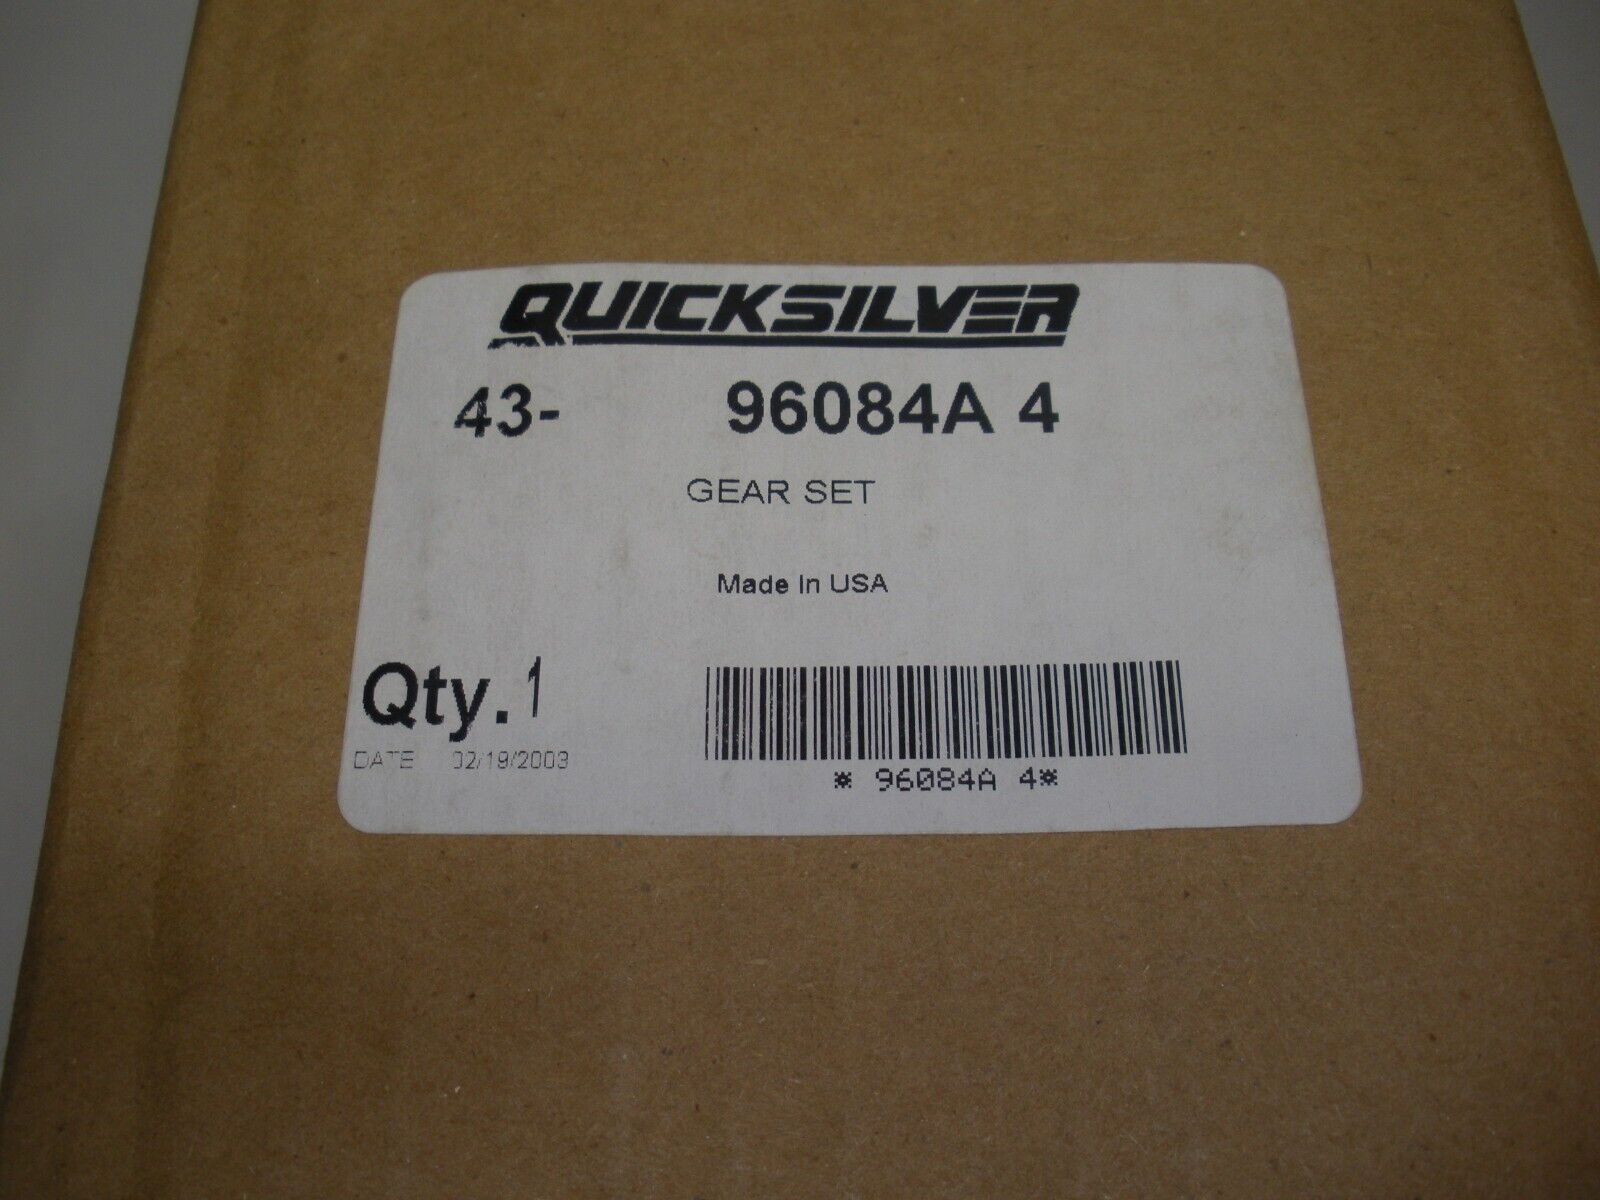 QUICKSILVER
43- 96084A 4
GEAR SET
Made In USA
Qty. 1
DATE 02/19/2003
* 96084A 4*